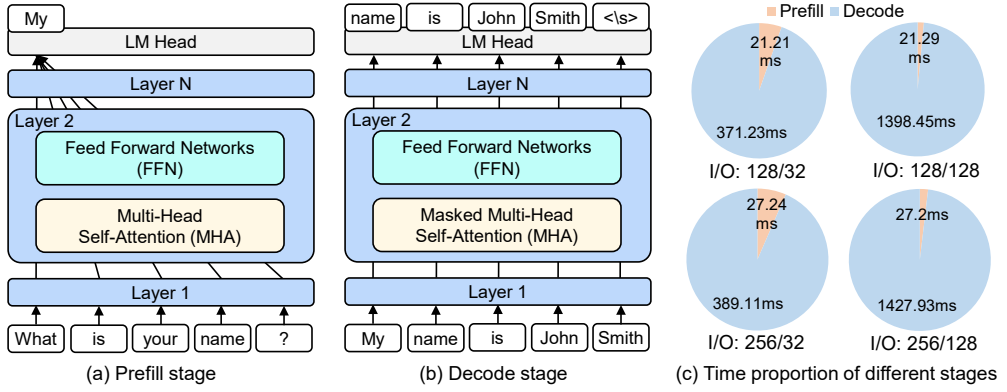 My
LM Head
Layer N
Layer 2
Feed Forward Networks
(FFN)
Multi-Head
Self-Attention (MHA)
Layer 1
What is your name ?
(a) Prefill stage
name is John Smith <\s>
LM Head
Layer N
Layer 2
Feed Forward Networks
(FFN)
Masked Multi-Head
Self-Attention (MHA)
Layer 1
My name is John Smith
(b) Decode stage
Prefill Decode
21.21
ms
371.23ms
I/O: 128/32
21.29
ms
1398.45ms
I/O: 128/128
27.24
ms
389.11ms
I/O: 256/32
27.2ms
1427.93ms
I/O: 256/128
(c) Time proportion of different stages